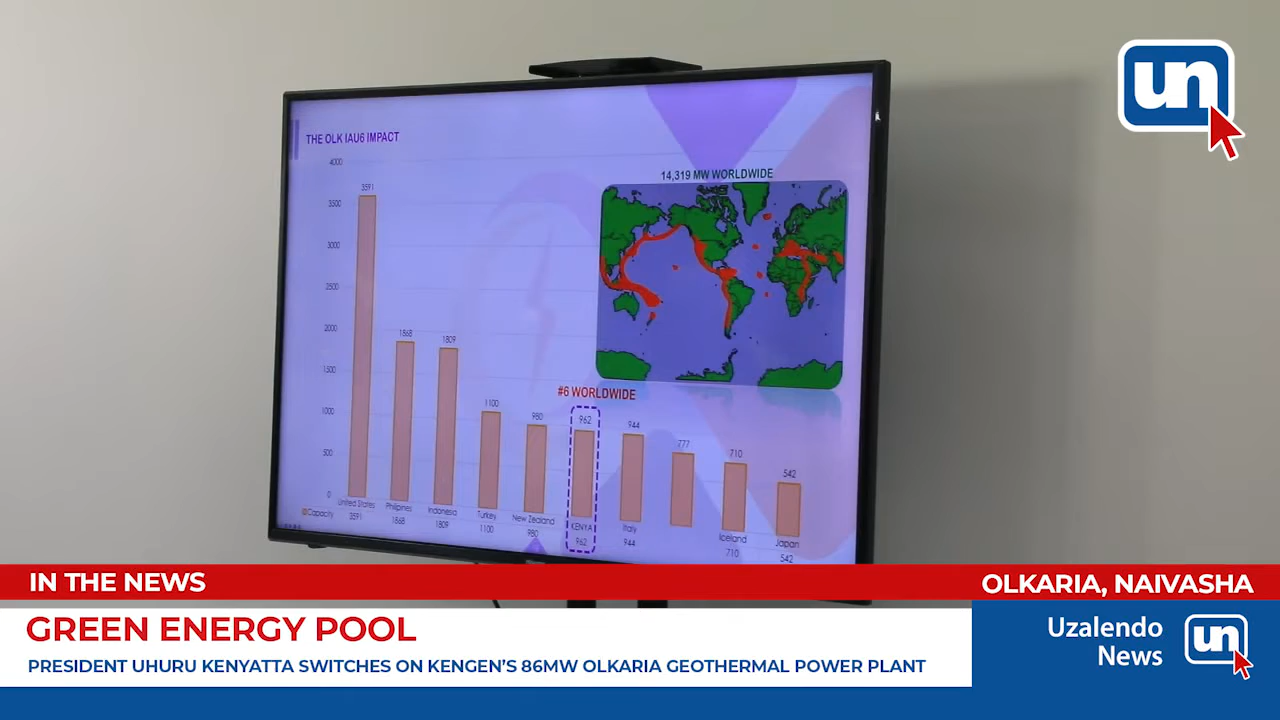 un
THE OLK IAU6 IMPACT
14,319 MW WORLDWIDE
4000
3500
3000
2500
2000
1500
1000
500
0
3591
1868
1809
1100
980
#6 WORLDWIDE
962
944
777
710
542
United States
Philipines
Indonesia
Turkey
New Zealand
KENYA
Italy
Iceland
Japan
Capacity
3591
1868
1809
1100
980
962
944
710
542
IN THE NEWS
OLKARIA, NAIVASHA
GREEN ENERGY POOL
PRESIDENT UHURU KENYATTA SWITCHES ON KENGEN'S 86MW OLKARIA GEOTHERMAL POWER PLANT
Uzalendo
News
un